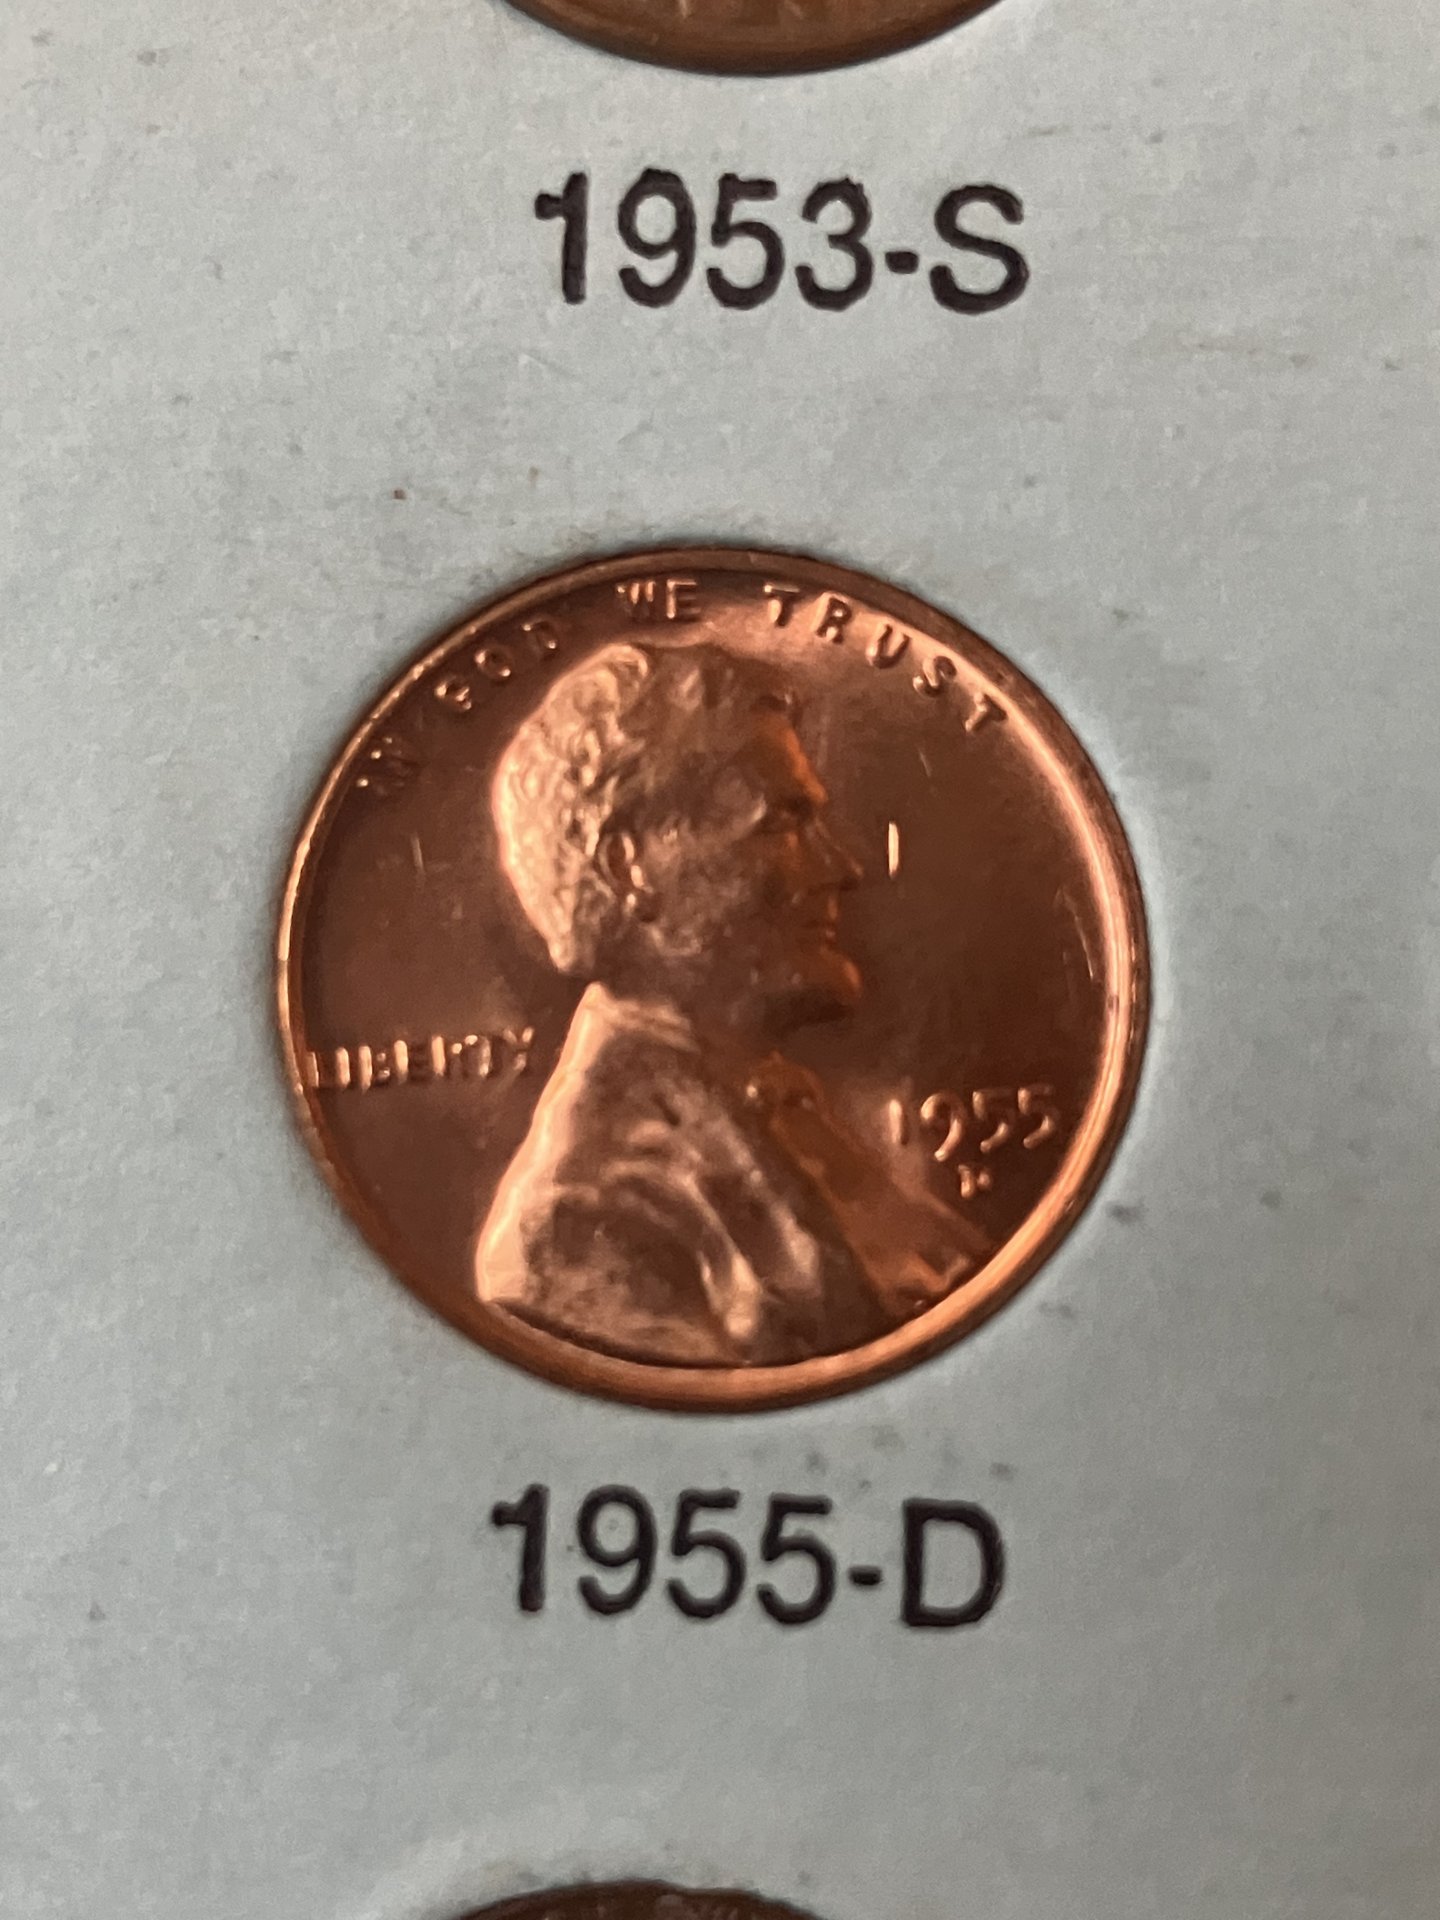 1953-S
IN GOD WE TRUST
LIBERTY
1955
1955-D